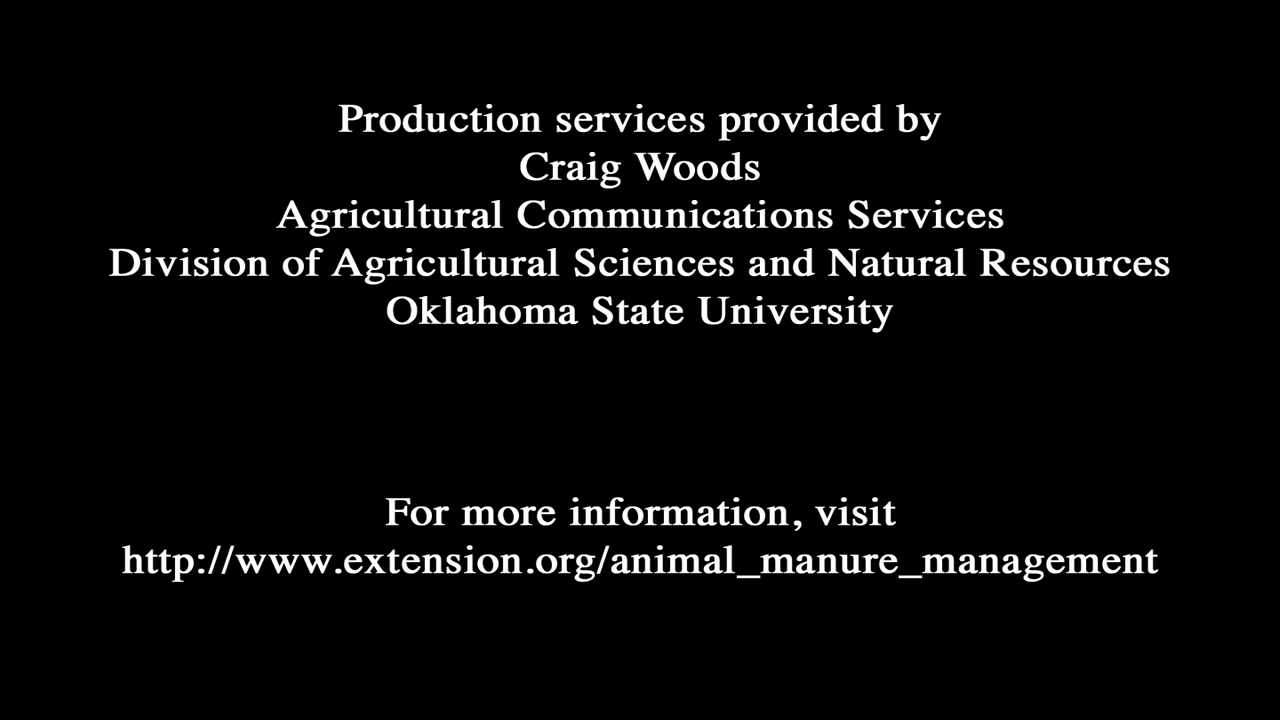 Production services provided by
Craig Woods
Agricultural Communications Services
Division of Agricultural Sciences and Natural Resources
Oklahoma State University
For more information, visit
http://www.extension.org/animal_manure_management